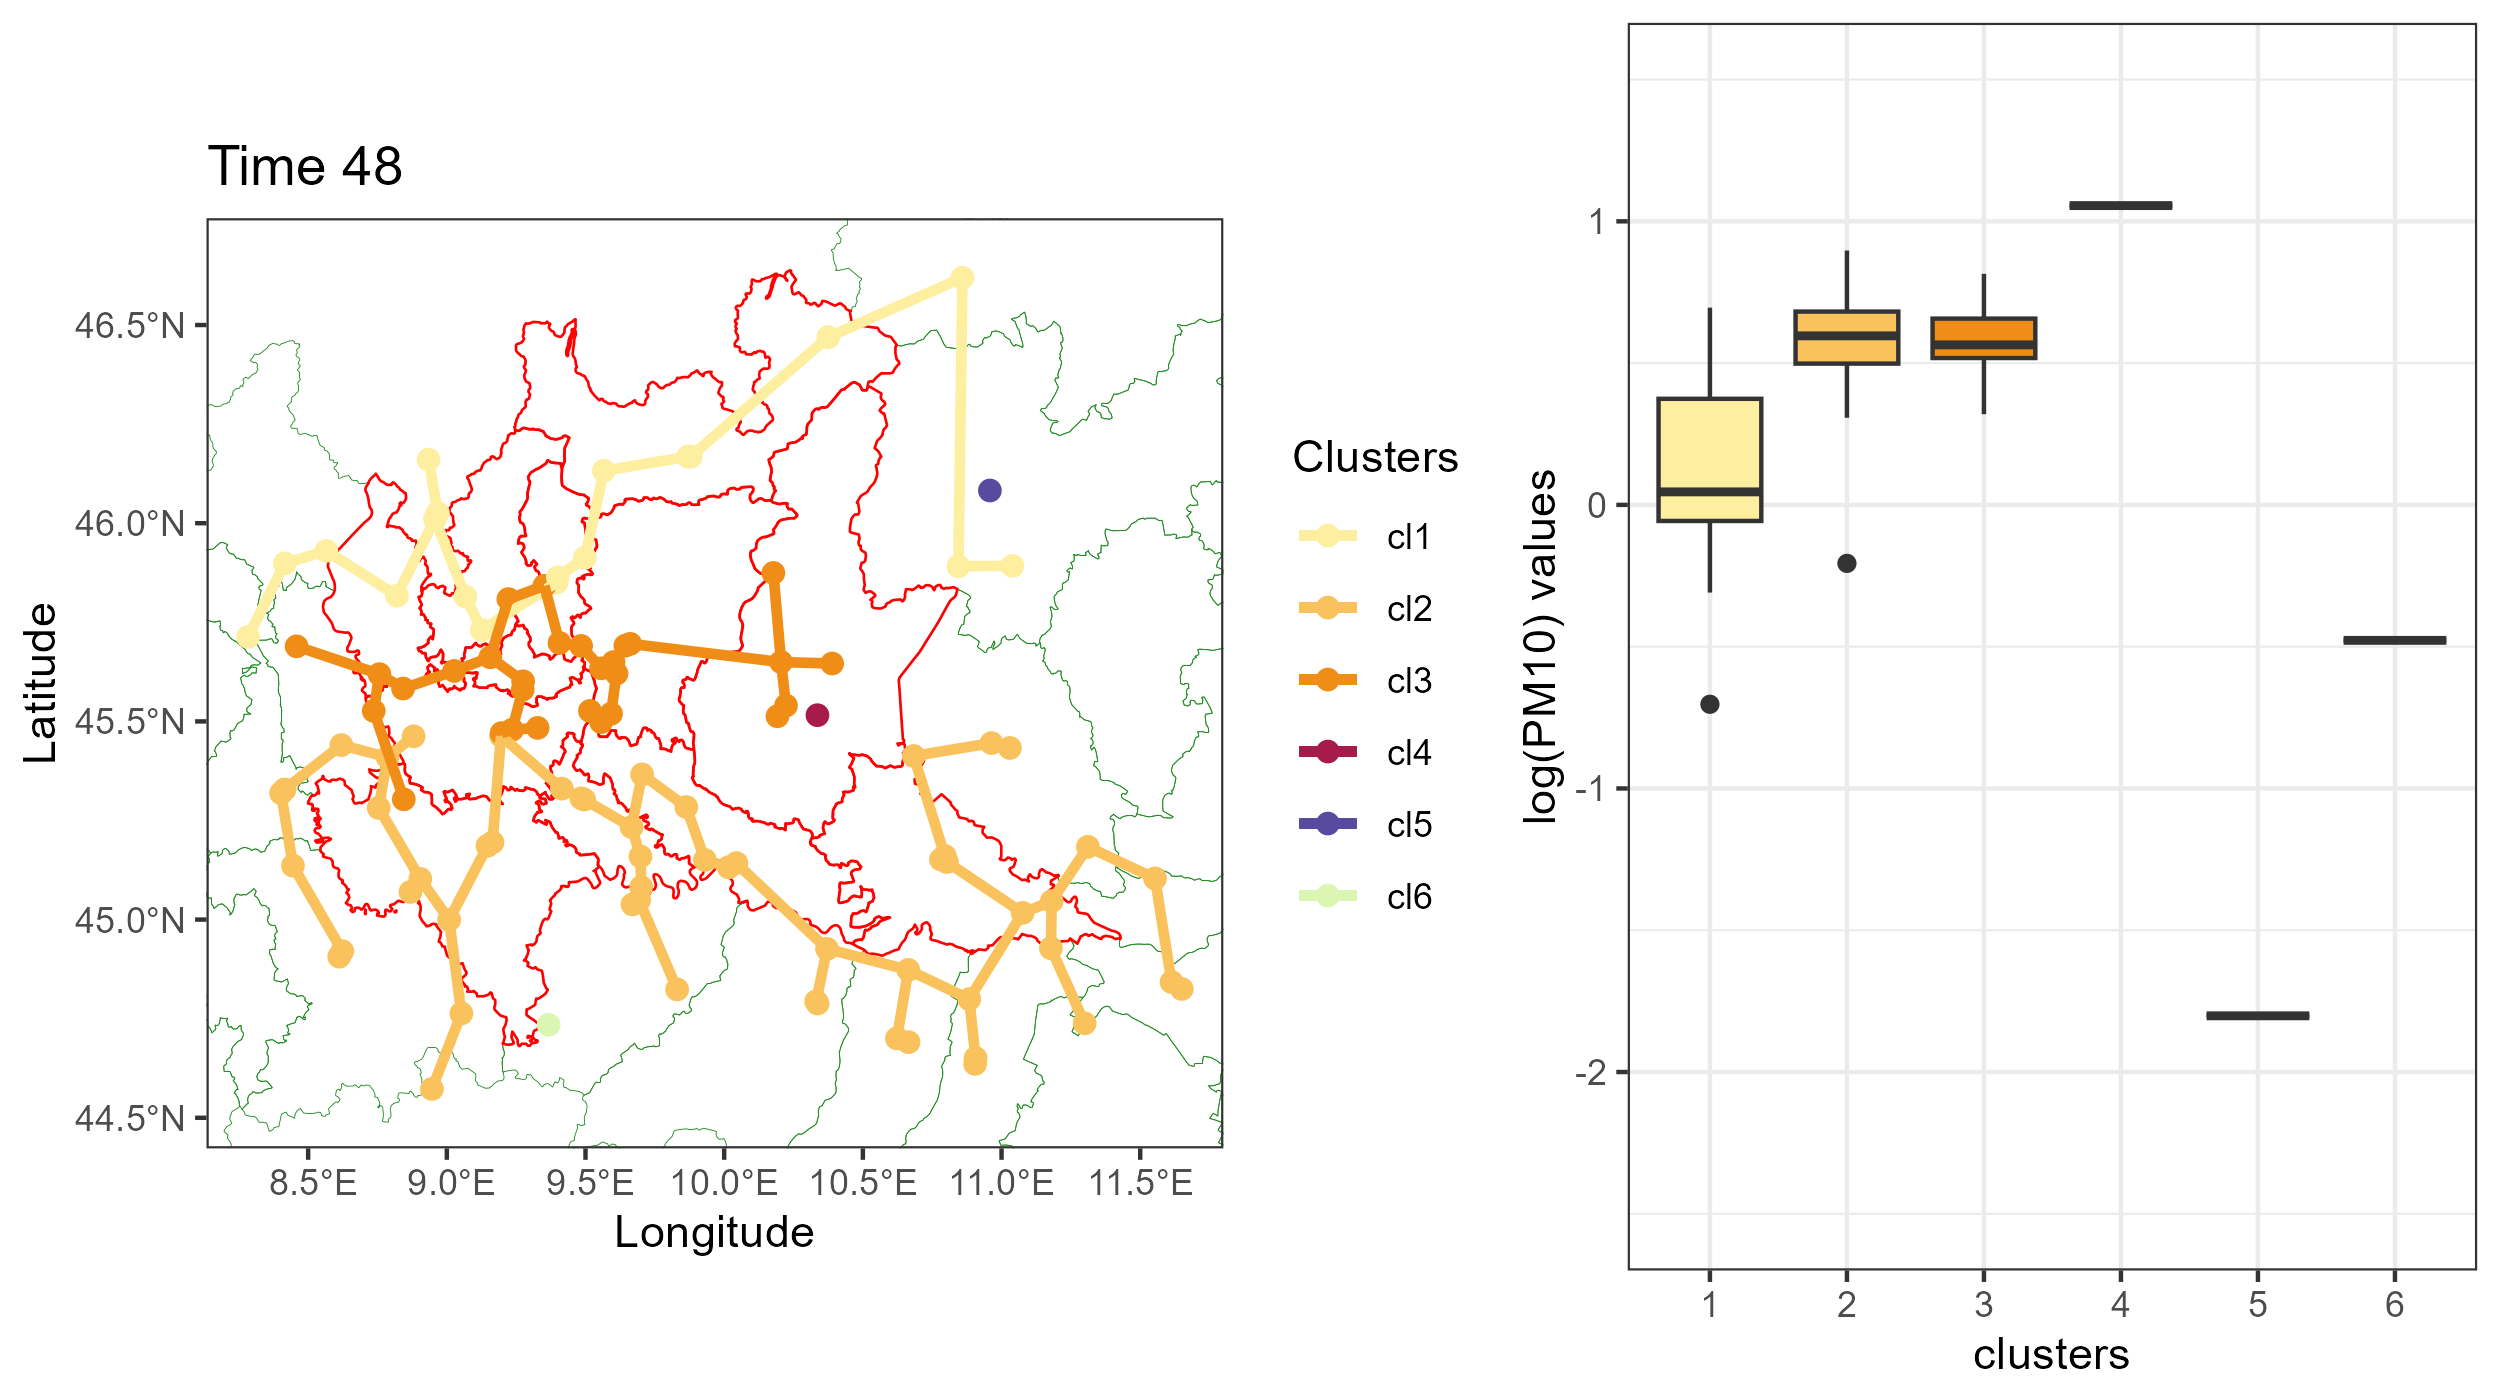 Time 48
Latitude
46.5°N
46.0°N
45.5°N
45.0°N
44.5°N
8.5°E 9.0°E 9.5°E 10.0°E 10.5°E 11.0°E 11.5°E
Longitude
Clusters
cl1
cl2
cl3
cl4
cl5
cl6
log(PM10) values
1
0
-1
-2
1 2 3 4 5 6
clusters